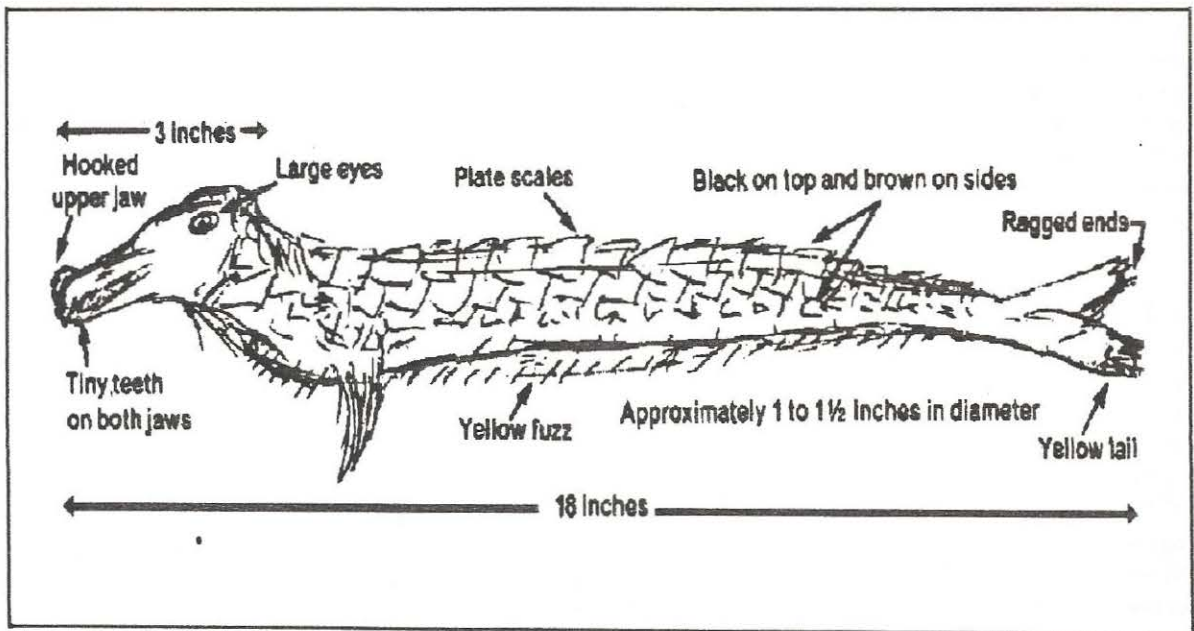 3 inches
Hooked
upper jaw
Large eyes
Plate scales
Black on top and brown on sides
Ragged ends
Tiny teeth
on both jaws
Yellow fuzz
Approximately 1 to 1½ inches in diameter
Yellow tail
18 inches